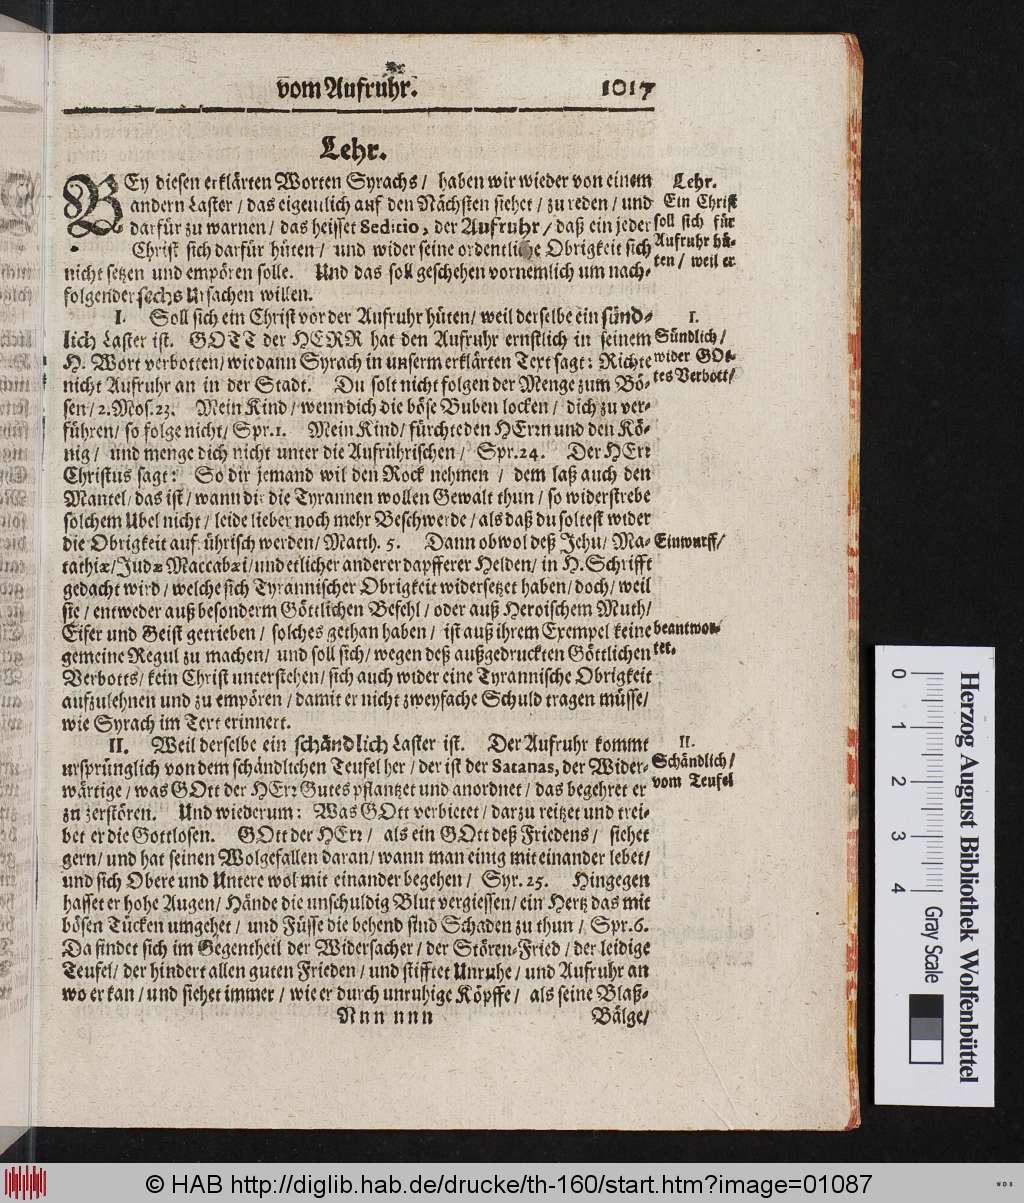 vom Aufruhr. 1017
Lehr.
BEy diesen erklärten Worten Syrachs / haben wir wieder von einem
andern Laster / das eigentlich auf den Nächsten siehet / zu reden / und
darfür zu warnen / das heisset Seditio, der Aufruhr / daß ein jeder
Christ sich darfür hüten / und wider seine ordentliche Obrigkeit sich
nicht setzen und empören solle. Und das soll geschehen vornemlich um nach-
folgender sechs Ursachen willen.
Lehr.
Ein Christ
soll sich für
Aufruhr hü-
ten / weil er
I. Soll sich ein Christ vor der Aufruhr hüten / weil derselbe ein sünd-
lich Laster ist. GOTT der HERR hat den Aufruhr ernstlich in seinem
H. Wort verbotten / wie dann Syrach in unserm erklärten Text sagt: Richte
nicht Aufruhr an in der Stadt. Du solt nicht folgen der Menge zum Bö-
sen / 2. Mos. 23. Mein Kind / wenn dich die böse Buben locken / dich zu ver-
führen / so folge nicht / Spr. 1. Mein Kind / fürchte den HErrn und den Kö-
nig / und menge dich nicht unter die Aufrührischen / Spr. 24. Der HErr
Christus sagt: So dir jemand wil den Rock nehmen / dem laß auch den
Mantel / das ist / wann dir die Tyrannen wollen Gewalt thun / so widerstrebe
solchem Ubel nicht / leide lieber noch mehr Beschwerde / als daß du soltest wider
die Obrigkeit aufrührisch werden / Matth. 5. Dann obwol deß Jehu / Ma-
tathiæ / Judæ Maccabæi / und etlicher anderer dapfferer Helden / in H. Schrifft
gedacht wird / welche sich Tyrannischer Obrigkeit widersetzet haben / doch / weil
sie / entweder auß besonderm Göttlichen Befehl / oder auß Heroischem Muth /
Eifer und Geist getrieben / solches gethan haben / ist auß ihrem Exempel keine
gemeine Regul zu machen / und soll sich / wegen deß außgedruckten Göttlichen
Verbotts / kein Christ unterstehen / sich auch wider eine Tyrannische Obrigkeit
aufzulehnen und zu empören / damit er nicht zweyfache Schuld tragen müsse /
wie Syrach im Text erinnert.
I.
Sündlich /
wider GOt-
tes Verbott /
Einwurff /
beantwor-
tet.
II. Weil derselbe ein schändlich Laster ist. Der Aufruhr kommt
ursprünglich von dem schändlichen Teufel her / der ist der Satanas, der Wider-
wärtige / was GOtt der HErr Gutes pflantzet und anordnet / das begehret er
zu zerstören. Und wiederum: Was GOtt verbietet / darzu reitzet und trei-
bet er die Gottlosen. GOtt der HErr / als ein GOtt deß Friedens / siehet
gern / und hat seinen Wolgefallen daran / wann man einig mit einander lebet /
und sich Obere und Untere wol mit einander begehen / Syr. 25. Hingegen
hasset er hohe Augen / Hände die unschuldig Blut vergiessen / ein Hertz das mit
bösen Tücken umgehet / und Füsse die behend sind Schaden zu thun / Spr. 6.
Da findet sich im Gegentheil der Widersacher / der Stören-Fried / der leidige
Teufel / der hindert allen guten Frieden / und stifftet Unruhe / und Aufruhr an
wo er kan / und siehet immer / wie er durch unruhige Köpffe / als seine Blaß-
II.
Schändlich /
vom Teufel
Nnn nnn Bälge /
0 1 2 3 4
Gray Scale
Herzog August Bibliothek Wolfenbüttel
© HAB http://diglib.hab.de/drucke/th-160/start.htm?image=01087